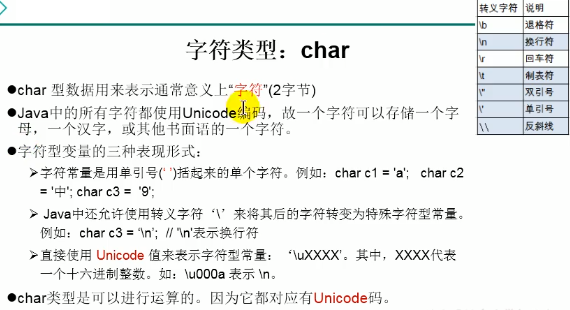 字符类型：char
●char 型数据用来表示通常意义上“字符”(2字节)
●Java中的所有字符都使用Unicode编码，故一个字符可以存储一个字
母，一个汉字，或其他书面语的一个字符。
●字符型变量的三种表现形式：
➢字符常量是用单引号(' ')括起来的单个字符。例如：char c1 = 'a'; char c2
= '中'; char c3 = '9';
➢ Java中还允许使用转义字符‘\’来将其后的字符转变为特殊字符型常量。
例如：char c3 = ‘\n’; // '\n'表示换行符
➢直接使用 Unicode 值来表示字符型常量：‘\uXXXX’。其中，XXXX代表
一个十六进制整数。如：\u000a 表示 \n。
●char类型是可以进行运算的。因为它都对应有Unicode码。
转义字符 说明
\b 退格符
\n 换行符
\r 回车符
\t 制表符
\" 双引号
\' 单引号
\\ 反斜线